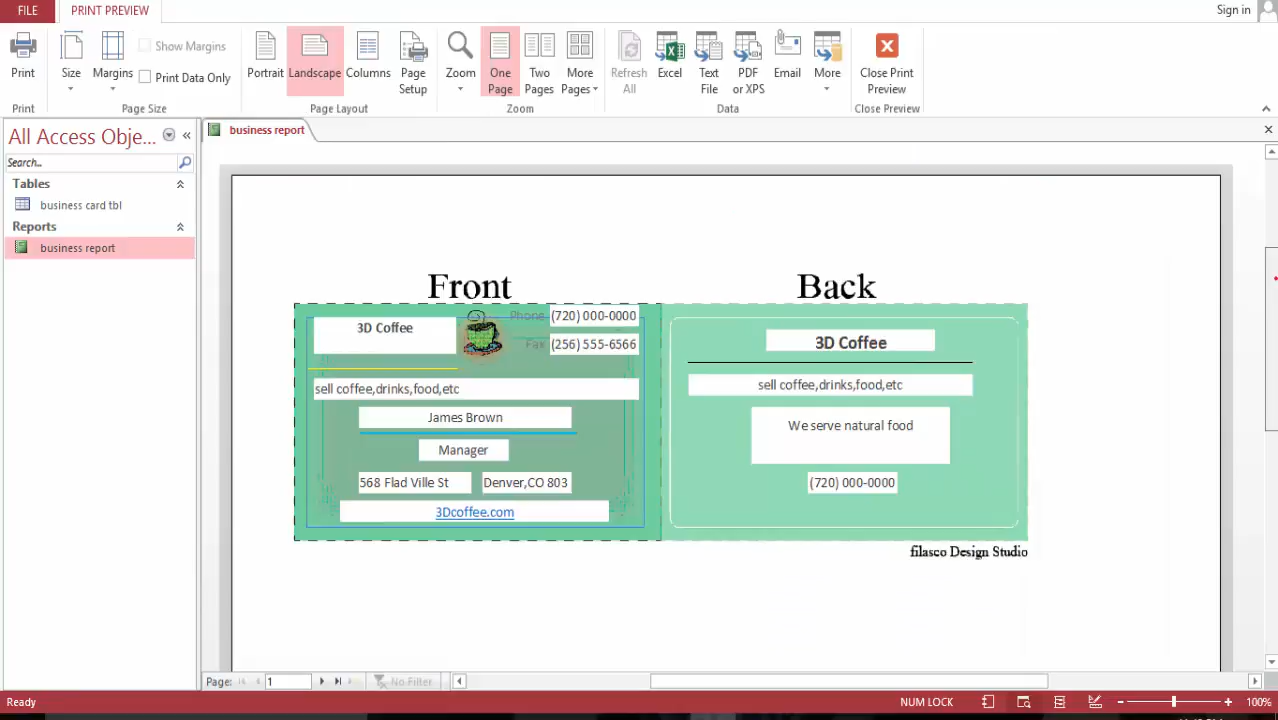 FILE PRINT PREVIEW Sign in
Print
Size
Margins
Show Margins
Print Data Only
Portrait
Landscape
Columns
Page Setup
Zoom
One Page
Two Pages
More Pages
Refresh All
Excel
Text File
PDF or XPS
Email
More
Close Print Preview
Print Page Size Page Layout Zoom Data Close Preview
All Access Obje...
Search...
Tables
business card tbl
Reports
business report
business report
Front
3D Coffee
Phone (720) 000-0000
Fax (256) 555-6566
sell coffee,drinks,food,etc
James Brown
Manager
568 Flad Ville St Denver,CO 803
3Dcoffee.com
Back
3D Coffee
sell coffee,drinks,food,etc
We serve natural food
(720) 000-0000
filasco Design Studio
Page: 1 No Filter
Ready NUM LOCK 100%